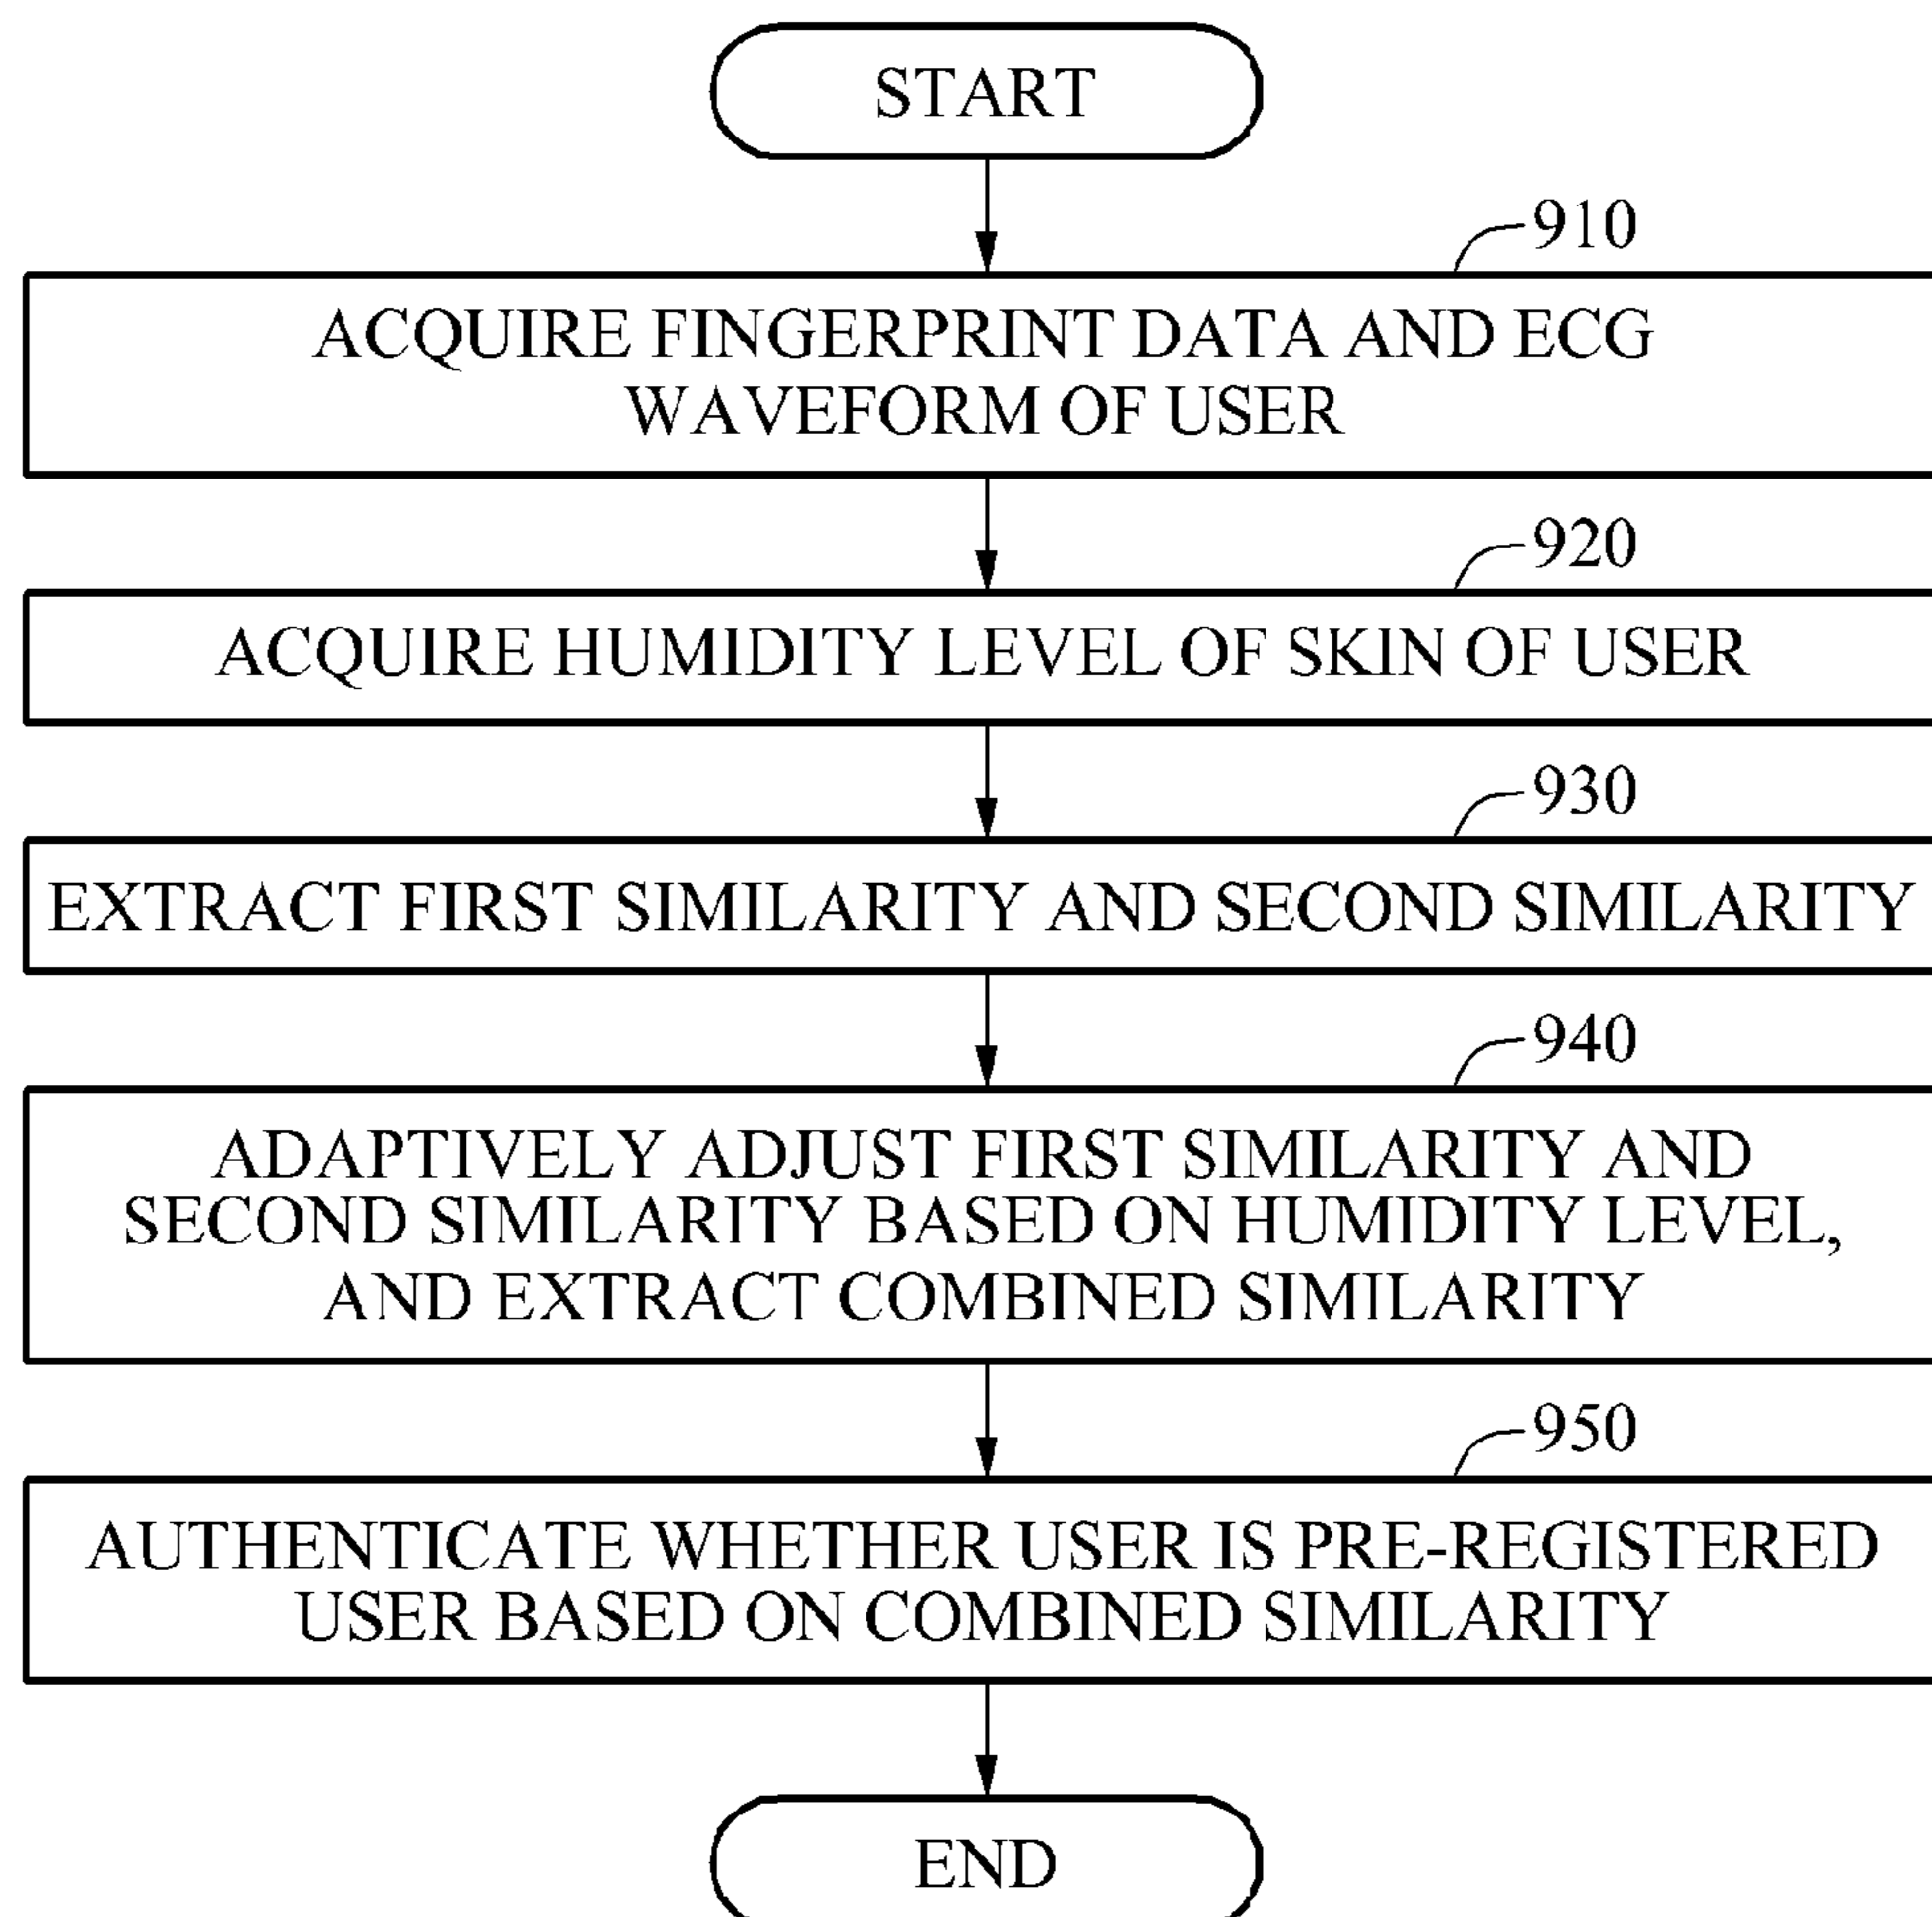 START
910
ACQUIRE FINGERPRINT DATA AND ECG
WAVEFORM OF USER
920
ACQUIRE HUMIDITY LEVEL OF SKIN OF USER
930
EXTRACT FIRST SIMILARITY AND SECOND SIMILARITY
940
ADAPTIVELY ADJUST FIRST SIMILARITY AND
SECOND SIMILARITY BASED ON HUMIDITY LEVEL,
AND EXTRACT COMBINED SIMILARITY
950
AUTHENTICATE WHETHER USER IS PRE-REGISTERED
USER BASED ON COMBINED SIMILARITY
END